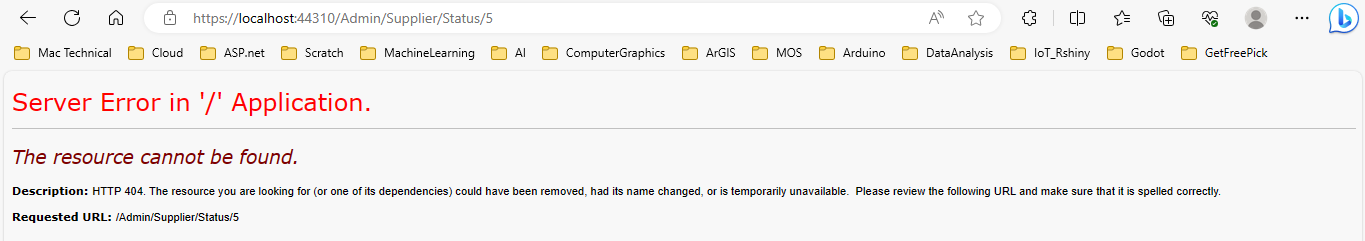 https://localhost:44310/Admin/Supplier/Status/5
Mac Technical Cloud ASP.net Scratch MachineLearning AI ComputerGraphics ArGIS MOS Arduino DataAnalysis IoT_Rshiny Godot GetFreePick
Server Error in '/' Application.
The resource cannot be found.
Description: HTTP 404. The resource you are looking for (or one of its dependencies) could have been removed, had its name changed, or is temporarily unavailable.  Please review the following URL and make sure that it is spelled correctly.
Requested URL: /Admin/Supplier/Status/5